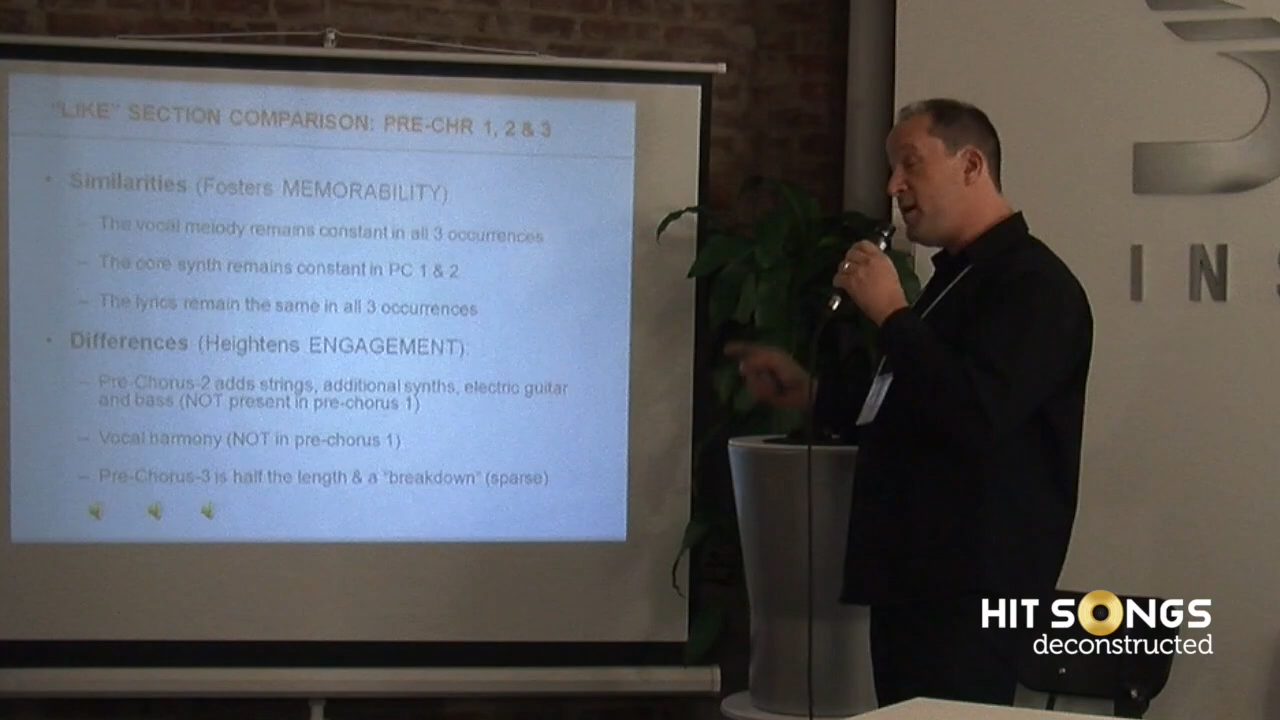 "LIKE" SECTION COMPARISON: PRE-CHR 1, 2 & 3
• Similarities (Fosters MEMORABILITY)
– The vocal melody remains constant in all 3 occurrences
– The core synth remains constant in PC 1 & 2
– The lyrics remain the same in all 3 occurrences
• Differences (Heightens ENGAGEMENT):
– Pre-Chorus-2 adds strings, additional synths, electric guitar
and bass (NOT present in pre-chorus 1)
– Vocal harmony (NOT in pre-chorus 1)
– Pre-Chorus-3 is half the length & a "breakdown" (sparse)
IN
HIT SONGS
deconstructed